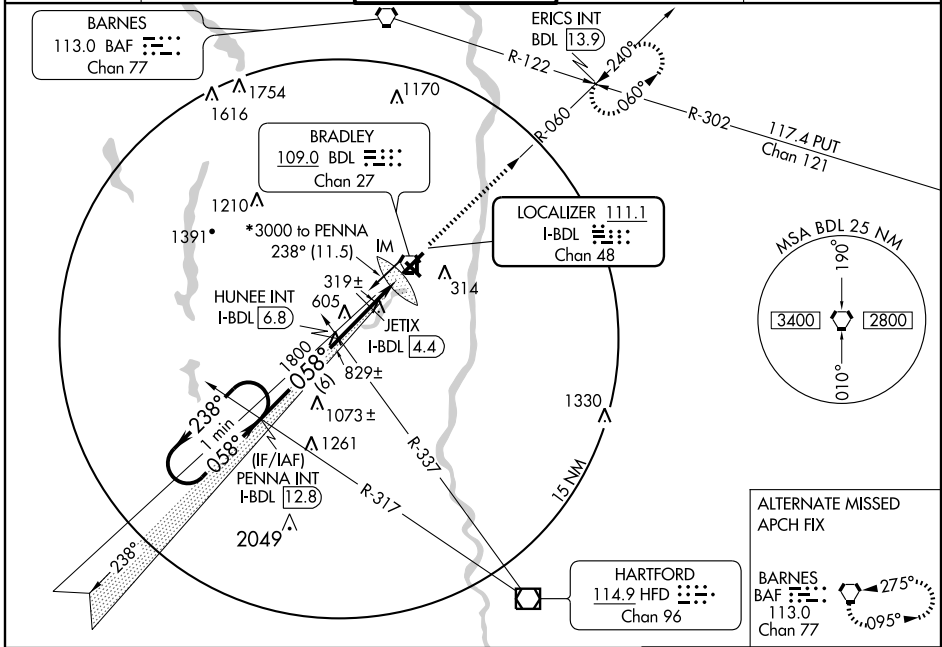 BARNES
113.0 BAF
Chan 77
ERICS INT
BDL 13.9
R-122
240°
060°
R-060
R-302
117.4 PUT
Chan 121
1754
1616
1170
BRADLEY
109.0 BDL
Chan 27
1210
1391
*3000 to PENNA
238° (11.5)
IM
LOCALIZER 111.1
I-BDL
Chan 48
314
319±
605
HUNEE INT
I-BDL 6.8
JETIX
I-BDL 4.4
MSA BDL 25 NM
190°
3400
2800
010°
1800
058°
(6)
829±
238°
1 min
058°
1073±
1261
1330
15 NM
(IF/IAF)
PENNA INT
I-BDL 12.8
R-337
R-317
2049
238°
HARTFORD
114.9 HFD
Chan 96
ALTERNATE MISSED
APCH FIX
BARNES
BAF
113.0
Chan 77
275°
095°